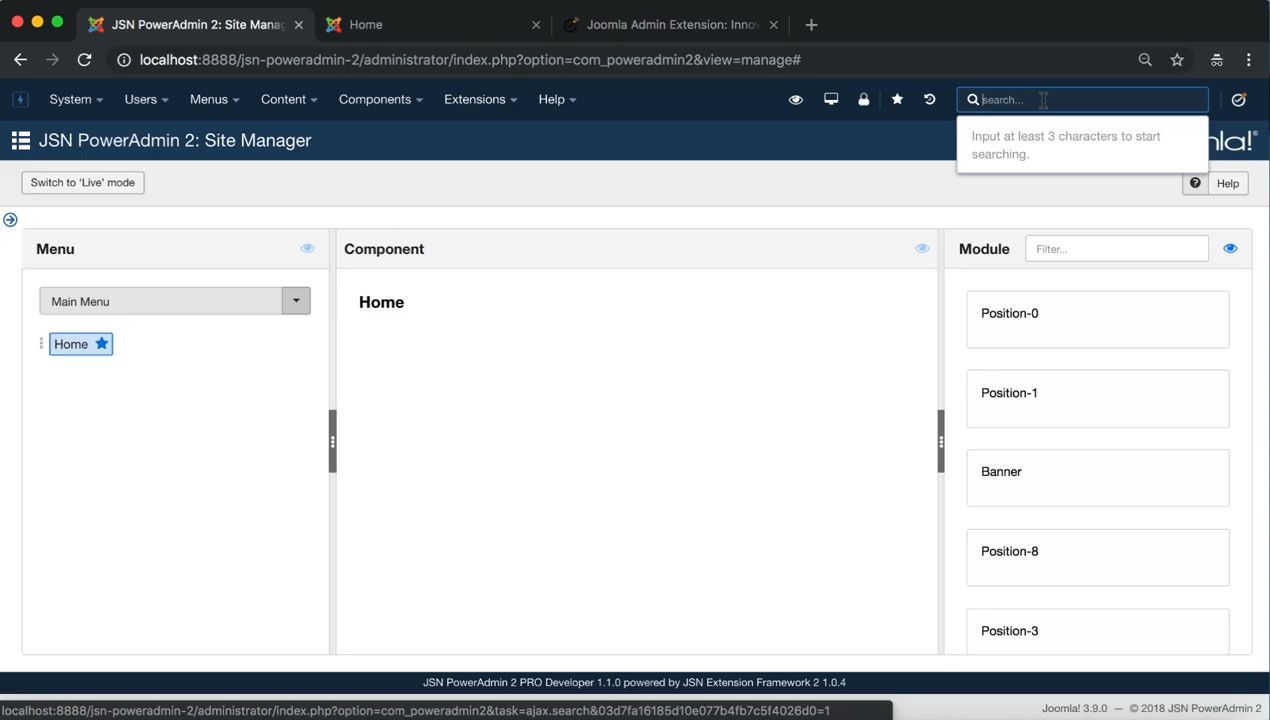 JSN PowerAdmin 2: Site Mana
Home
Joomla Admin Extension: Inno
localhost:8888/jsn-poweradmin-2/administrator/index.php?option=com_poweradmin2&view=manage#
System Users Menus Content Components Extensions Help
search...
Input at least 3 characters to start
searching.
JSN PowerAdmin 2: Site Manager
la!
Switch to 'Live' mode
Help
Menu
Component
Module
Filter...
Main Menu
Home
Home
Position-0
Position-1
Banner
Position-8
Position-3
JSN PowerAdmin 2 PRO Developer 1.1.0 powered by JSN Extension Framework 2 1.0.4
localhost:8888/jsn-poweradmin-2/administrator/index.php?option=com_poweradmin2&task=ajax.search&03d7fa16185d10e077b4fb7c5f4026d0=1
Joomla! 3.9.0 — © 2018 JSN PowerAdmin 2